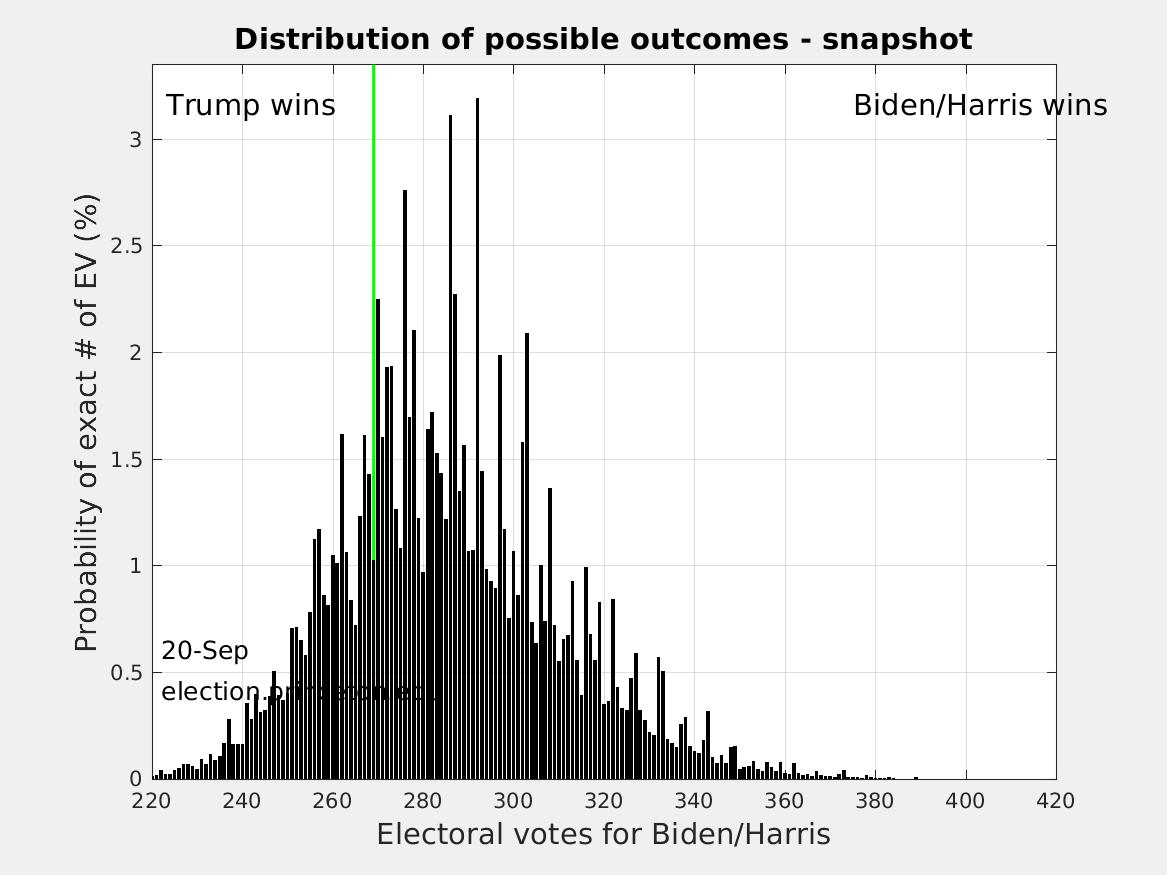 Distribution of possible outcomes - snapshot
Trump wins
Biden/Harris wins
Probability of exact # of EV (%)
3
2.5
2
1.5
1
0.5
0
20-Sep
election.princeton.edu
220 240 260 280 300 320 340 360 380 400 420
Electoral votes for Biden/Harris